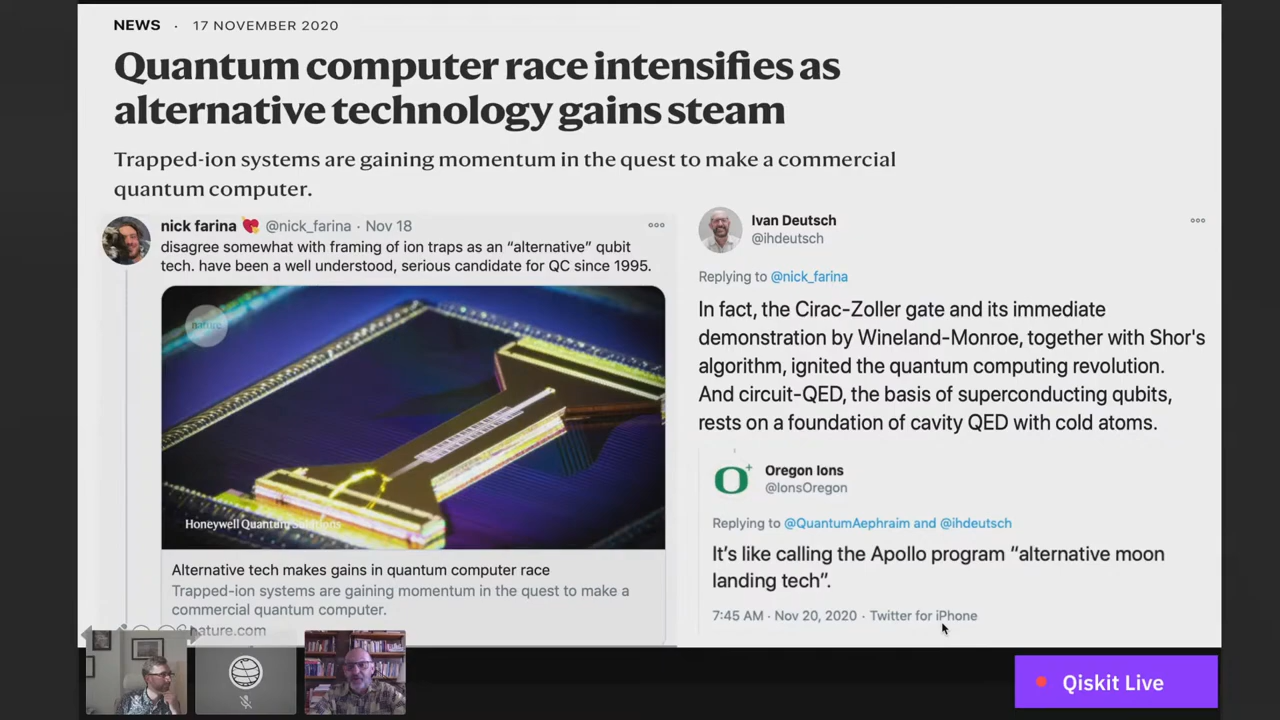 NEWS · 17 NOVEMBER 2020
Quantum computer race intensifies as
alternative technology gains steam
Trapped-ion systems are gaining momentum in the quest to make a commercial
quantum computer.
nick farina 💘 @nick_farina · Nov 18
disagree somewhat with framing of ion traps as an “alternative” qubit
tech. have been a well understood, serious candidate for QC since 1995.
nature
Honeywell Quantum Solutions
Alternative tech makes gains in quantum computer race
Trapped-ion systems are gaining momentum in the quest to make a
commercial quantum computer.
nature.com
Ivan Deutsch
@ihdeutsch
Replying to @nick_farina
In fact, the Cirac-Zoller gate and its immediate
demonstration by Wineland-Monroe, together with Shor's
algorithm, ignited the quantum computing revolution.
And circuit-QED, the basis of superconducting qubits,
rests on a foundation of cavity QED with cold atoms.
Oregon Ions
@IonsOregon
Replying to @QuantumAephraim and @ihdeutsch
It’s like calling the Apollo program “alternative moon
landing tech”.
7:45 AM · Nov 20, 2020 · Twitter for iPhone
Qiskit Live